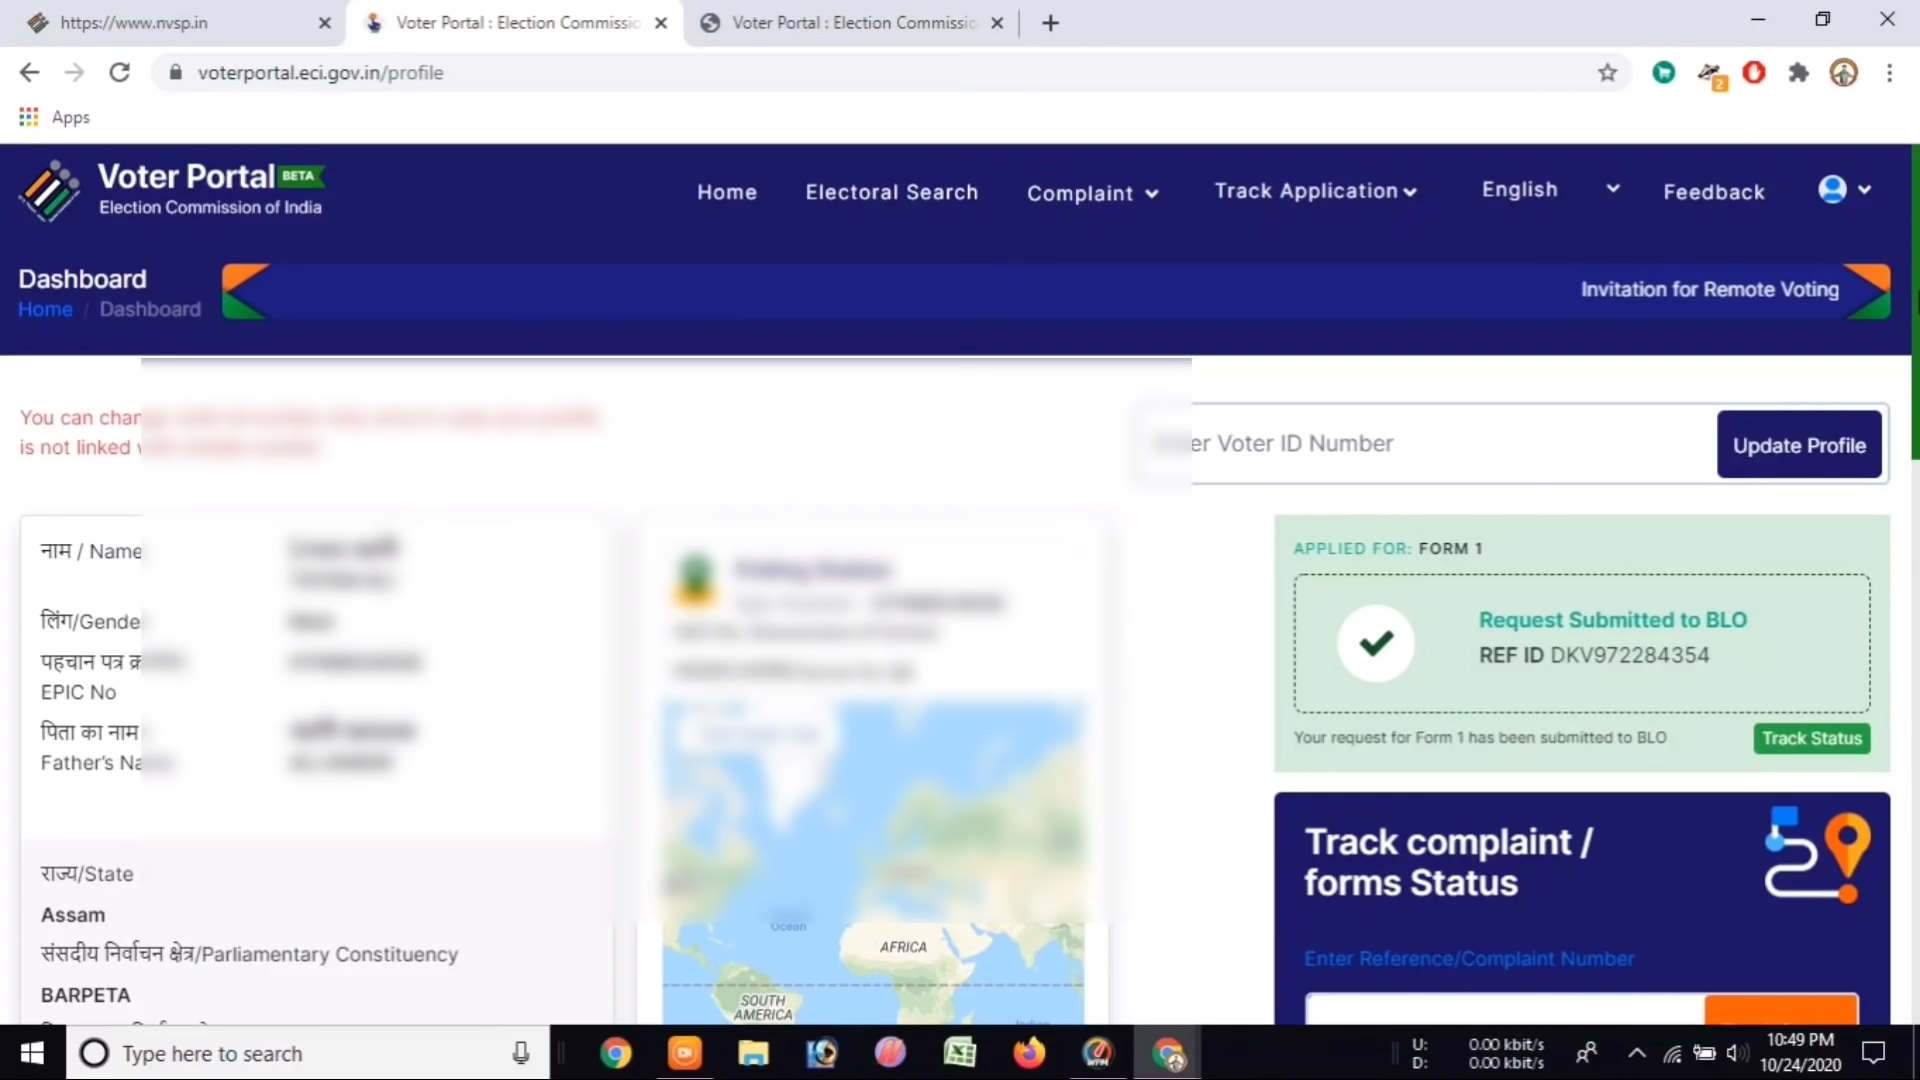 https://www.nvsp.in
Voter Portal : Election Commissio
Voter Portal : Election Commissio
voterportal.eci.gov.in/profile
2
Apps
Voter Portal BETA
Election Commission of India
Home
Electoral Search
Complaint
Track Application
English
Feedback
Dashboard
Home / Dashboard
Invitation for Remote Voting
You can chan
is not linked
er Voter ID Number
Update Profile
नाम / Name
लिंग/Gende
पहचान पत्र क्र
EPIC No
पिता का नाम
Father's Na
राज्य/State
Assam
संसदीय निर्वाचन क्षेत्र/Parliamentary Constituency
BARPETA
Ocean
AFRICA
SOUTH
AMERICA
APPLIED FOR: FORM 1
Request Submitted to BLO
REF ID DKV972284354
Your request for Form 1 has been submitted to BLO
Track Status
Track complaint /
forms Status
Enter Reference/Complaint Number
Type here to search
U: 0.00 kbit/s
D: 0.00 kbit/s
10:49 PM
10/24/2020